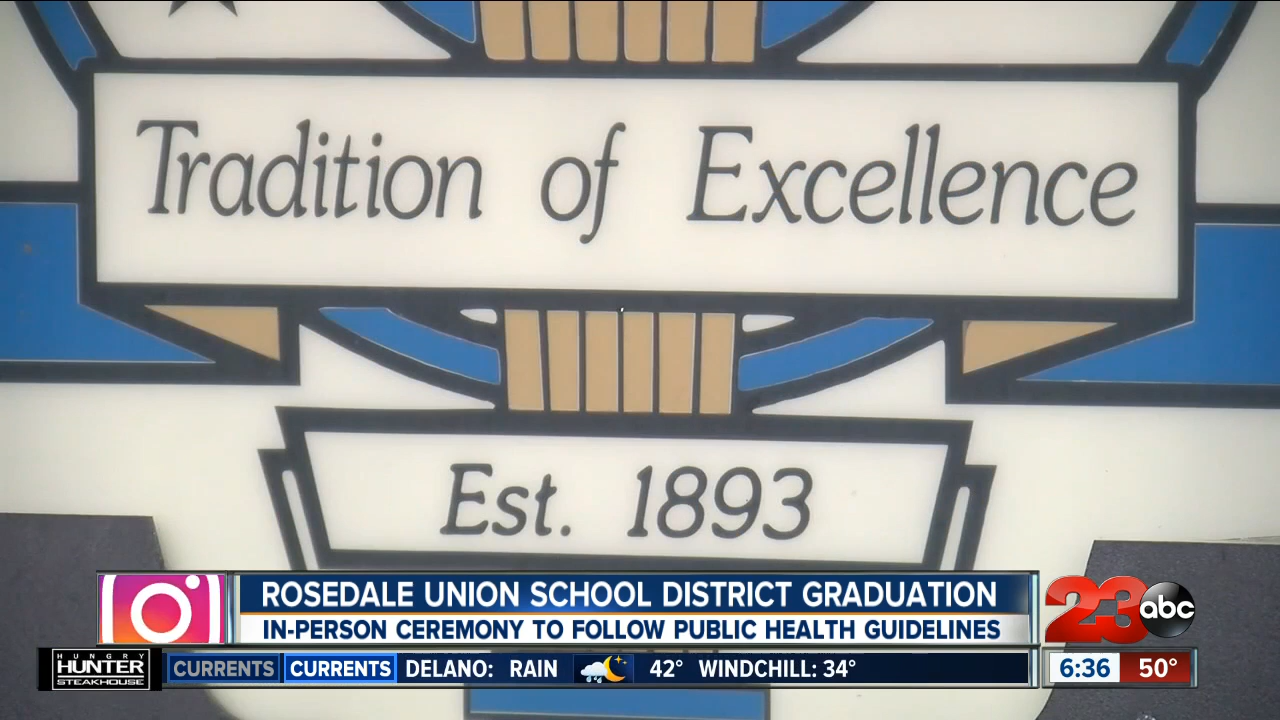 Tradition of Excellence
Est. 1893
ROSEDALE UNION SCHOOL DISTRICT GRADUATION
IN-PERSON CEREMONY TO FOLLOW PUBLIC HEALTH GUIDELINES
23 abc
HUNGRY
HUNTER
STEAKHOUSE
CURRENTS CURRENTS DELANO: RAIN 42° WINDCHILL: 34°
6:36 50°